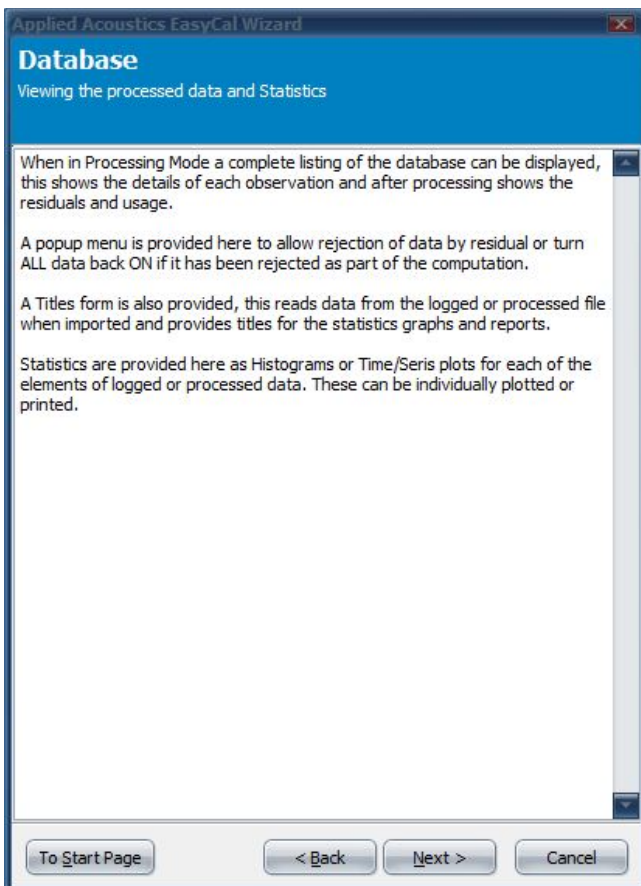 Applied Acoustics EasyCal Wizard
Database
Viewing the processed data and Statistics
When in Processing Mode a complete listing of the database can be displayed,
this shows the details of each observation and after processing shows the
residuals and usage.
A popup menu is provided here to allow rejection of data by residual or turn
ALL data back ON if it has been rejected as part of the computation.
A Titles form is also provided, this reads data from the logged or processed file
when imported and provides titles for the statistics graphs and reports.
Statistics are provided here as Histograms or Time/Seris plots for each of the
elements of logged or processed data. These can be individually plotted or
printed.
To Start Page < Back Next > Cancel